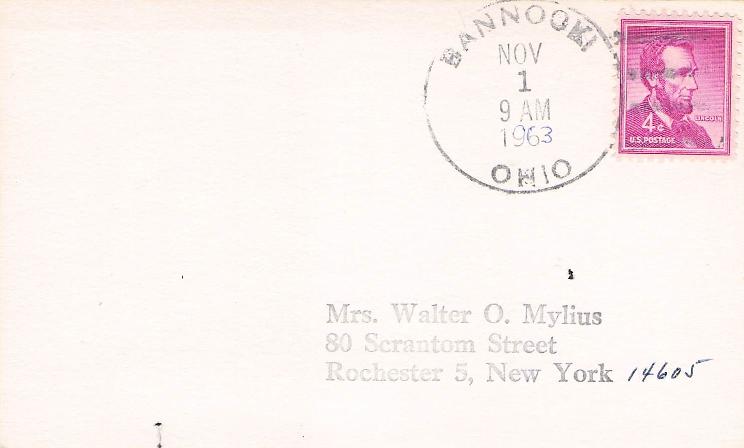 BANNOCK
NOV
1
9 AM
1963
OHIO
4c
LINCOLN
U.S. POSTAGE
Mrs. Walter O. Mylius
80 Scrantom Street
Rochester 5, New York 14605